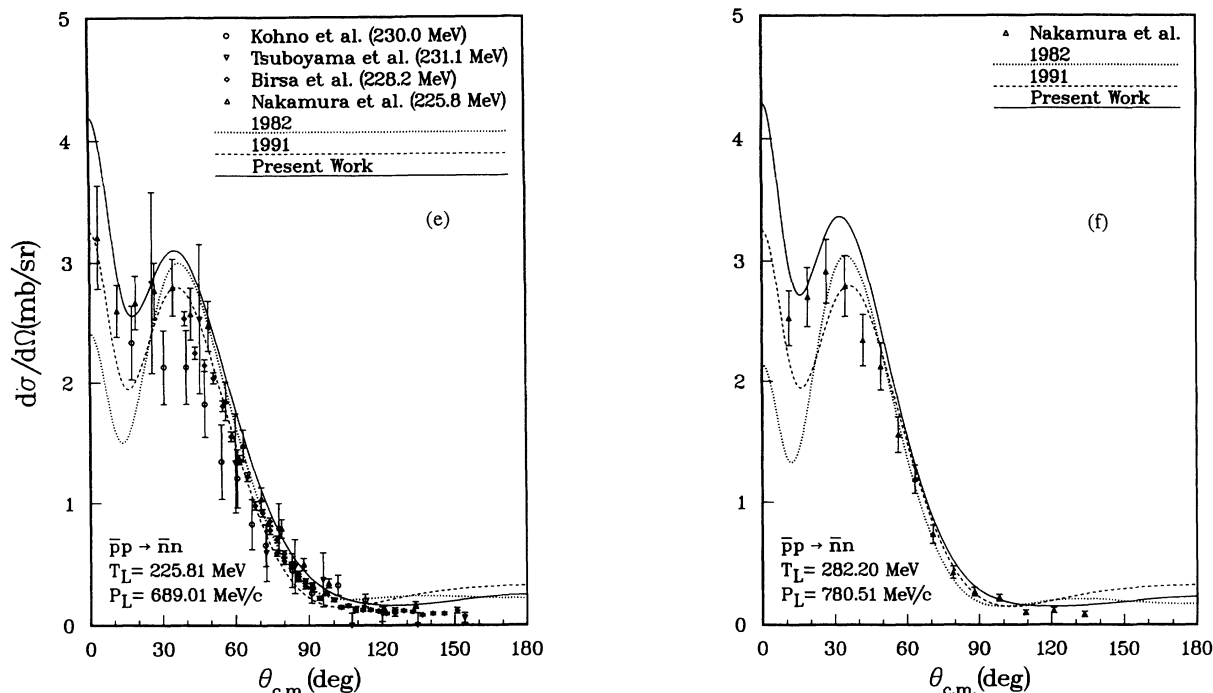 5
4
3
2
1
0
dσ/dΩ(mb/sr)
Kohno et al. (230.0 MeV)
Tsuboyama et al. (231.1 MeV)
Birsa et al. (228.2 MeV)
Nakamura et al. (225.8 MeV)
1982
1991
Present Work
(e)
p̄p → n̄n
T_L= 225.81 MeV
P_L= 689.01 MeV/c
0 30 60 90 120 150 180
θ_c.m. (deg)
5
4
3
2
1
0
Nakamura et al.
1982
1991
Present Work
(f)
p̄p → n̄n
T_L= 282.20 MeV
P_L= 780.51 MeV/c
0 30 60 90 120 150 180
θ_c.m. (deg)